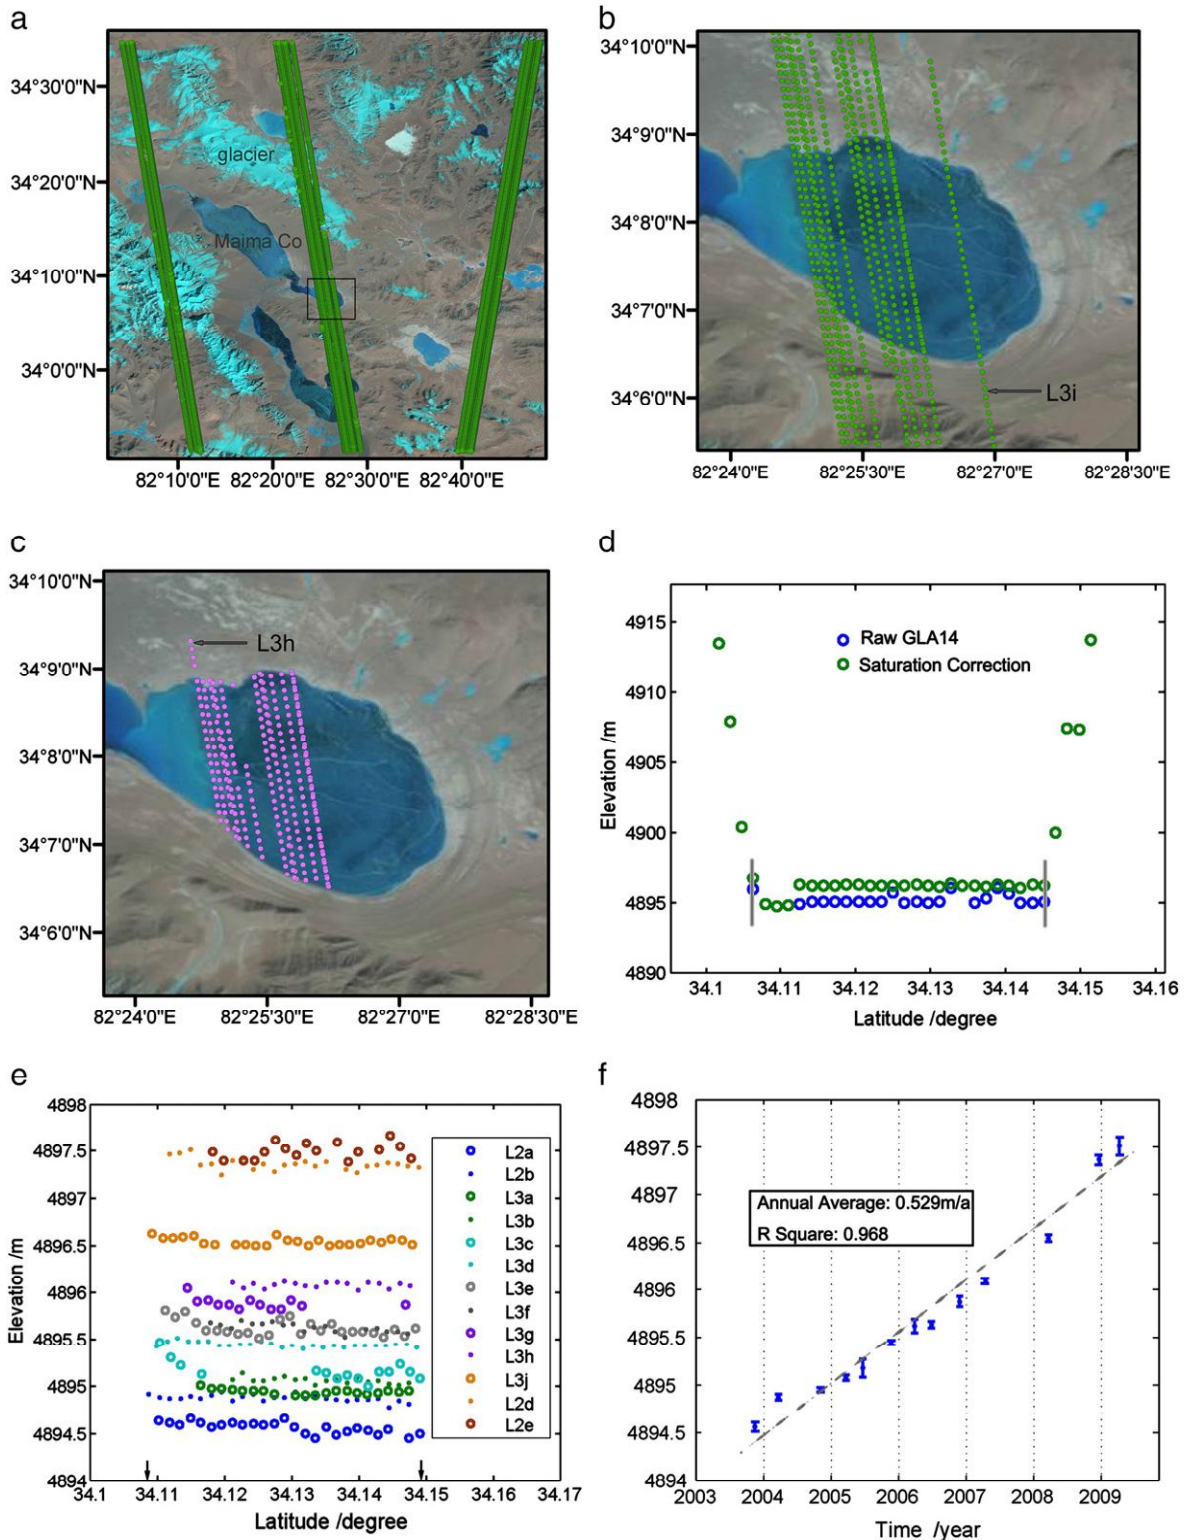 a
34°30'0"N
34°20'0"N
34°10'0"N
34°0'0"N
glacier
Maima Co
82°10'0"E 82°20'0"E 82°30'0"E 82°40'0"E
b
34°10'0"N
34°9'0"N
34°8'0"N
34°7'0"N
34°6'0"N
L3i
82°24'0"E 82°25'30"E 82°27'0"E 82°28'30"E
c
34°10'0"N
34°9'0"N
34°8'0"N
34°7'0"N
34°6'0"N
L3h
82°24'0"E 82°25'30"E 82°27'0"E 82°28'30"E
d
4915
4910
4905
4900
4895
4890
Elevation /m
Raw GLA14
Saturation Correction
34.1 34.11 34.12 34.13 34.14 34.15 34.16
Latitude /degree
e
4898
4897.5
4897
4896.5
4896
4895.5
4895
4894.5
4894
Elevation /m
L2a
L2b
L3a
L3b
L3c
L3d
L3e
L3f
L3g
L3h
L3j
L2d
L2e
34.1 34.11 34.12 34.13 34.14 34.15 34.16 34.17
Latitude /degree
f
4898
4897.5
4897
4896.5
4896
4895.5
4895
4894.5
4894
Annual Average: 0.529m/a
R Square: 0.968
2003 2004 2005 2006 2007 2008 2009
Time /year